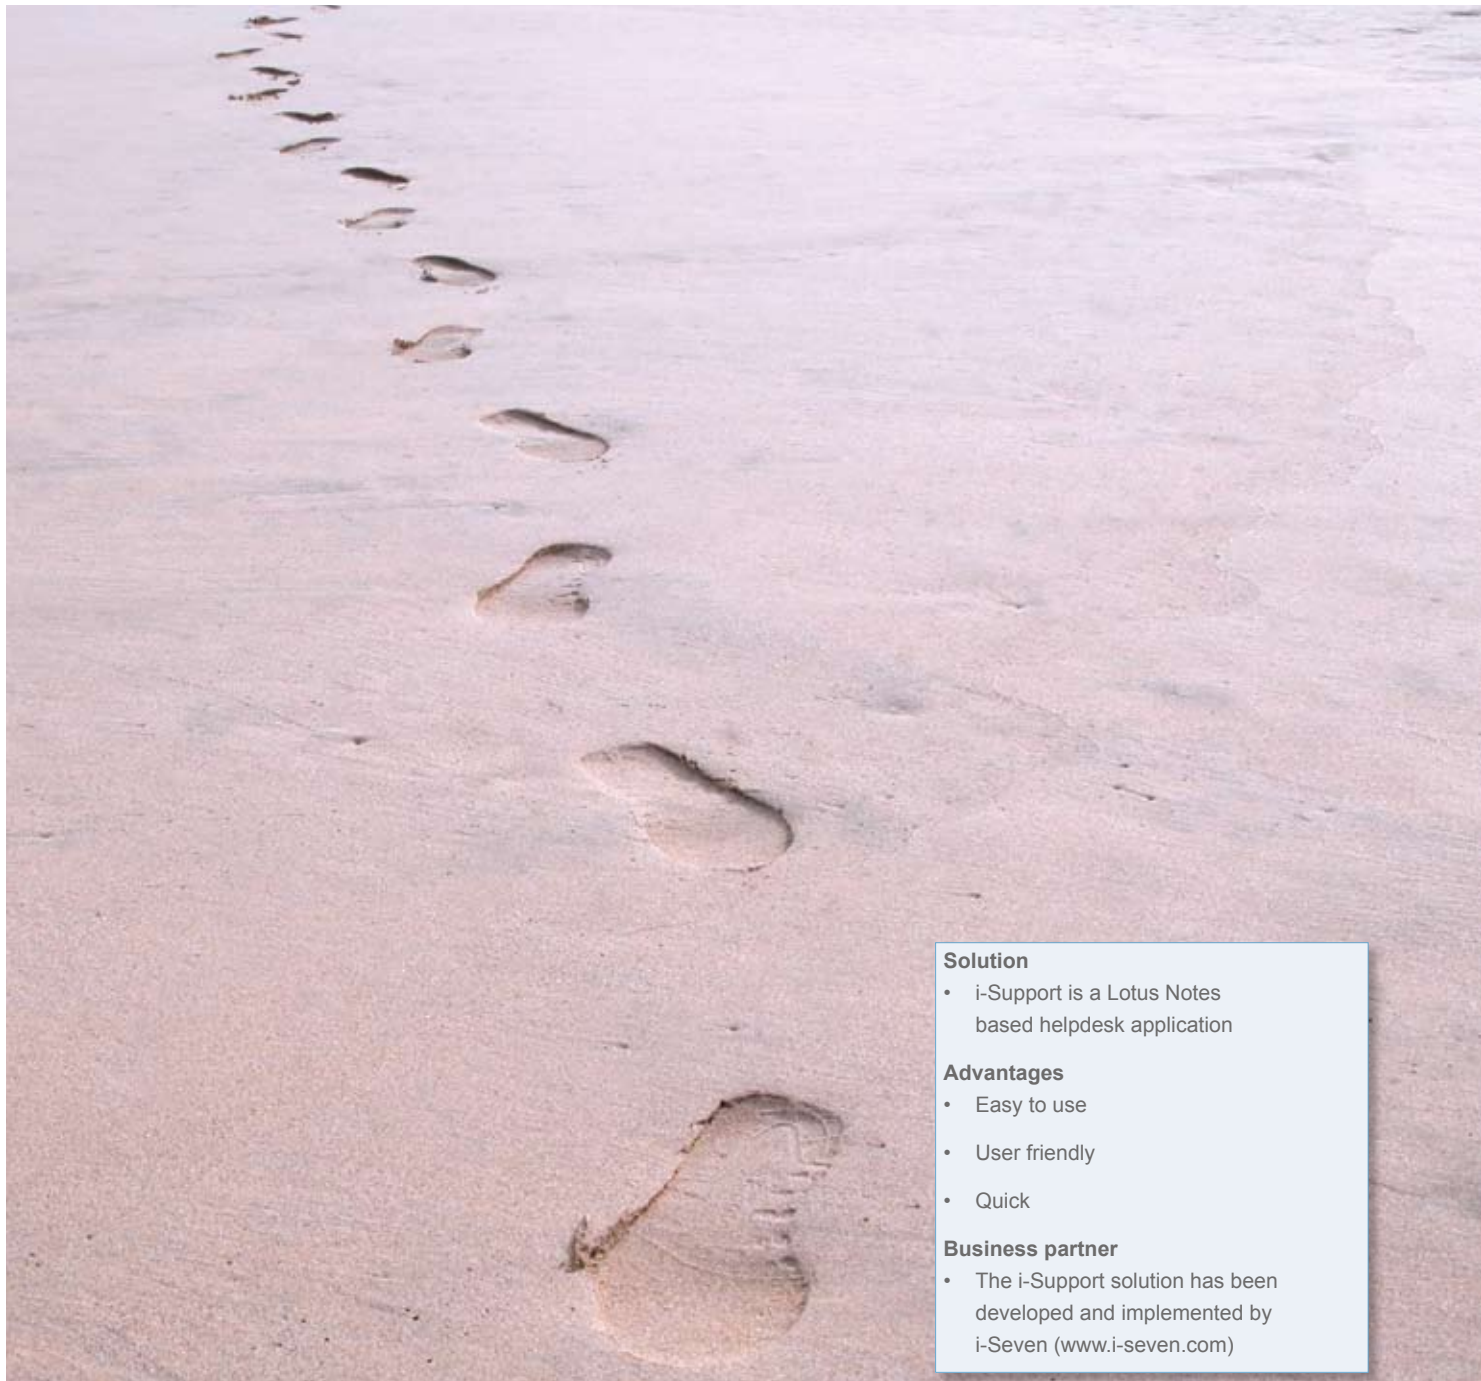 Solution
• i-Support is a Lotus Notes
based helpdesk application
Advantages
• Easy to use
• User friendly
• Quick
Business partner
• The i-Support solution has been
developed and implemented by
i-Seven (www.i-seven.com)